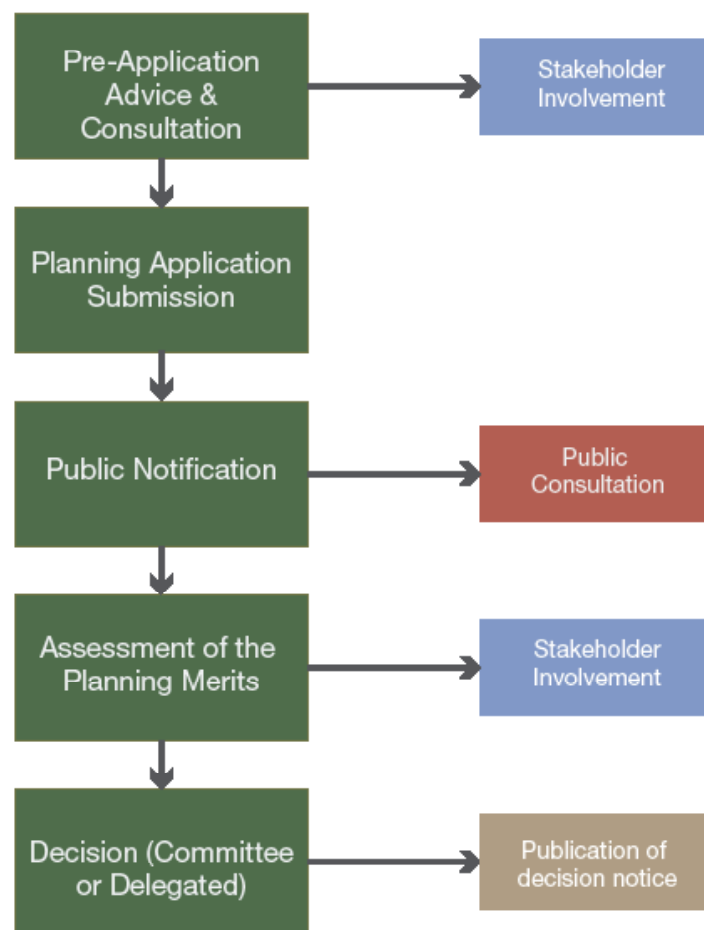 Pre-Application
Advice &
Consultation
Stakeholder
Involvement
Planning Application
Submission
Public Notification
Public
Consultation
Assessment of the
Planning Merits
Stakeholder
Involvement
Decision (Committee
or Delegated)
Publication of
decision notice